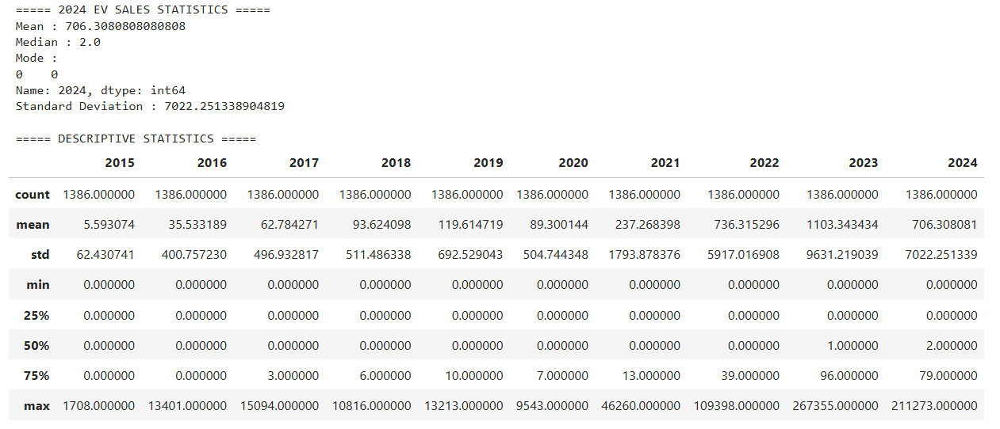 ===== 2024 EV SALES STATISTICS =====
Mean : 706.3080808080808
Median : 2.0
Mode :
0    0
Name: 2024, dtype: int64
Standard Deviation : 7022.251338904819
===== DESCRIPTIVE STATISTICS =====
2015 2016 2017 2018 2019 2020 2021 2022 2023 2024
count 1386.000000 1386.000000 1386.000000 1386.000000 1386.000000 1386.000000 1386.000000 1386.000000 1386.000000 1386.000000
mean 5.593074 35.533189 62.784271 93.624098 119.614719 89.300144 237.268398 736.315296 1103.343434 706.308081
std 62.430741 400.757230 496.932817 511.486338 692.529043 504.744348 1793.878376 5917.016908 9631.219039 7022.251339
min 0.000000 0.000000 0.000000 0.000000 0.000000 0.000000 0.000000 0.000000 0.000000 0.000000
25% 0.000000 0.000000 0.000000 0.000000 0.000000 0.000000 0.000000 0.000000 0.000000 0.000000
50% 0.000000 0.000000 0.000000 0.000000 0.000000 0.000000 0.000000 0.000000 1.000000 2.000000
75% 0.000000 0.000000 3.000000 6.000000 10.000000 7.000000 13.000000 39.000000 96.000000 79.000000
max 1708.000000 13401.000000 15094.000000 10816.000000 13213.000000 9543.000000 46260.000000 109398.000000 267355.000000 211273.000000